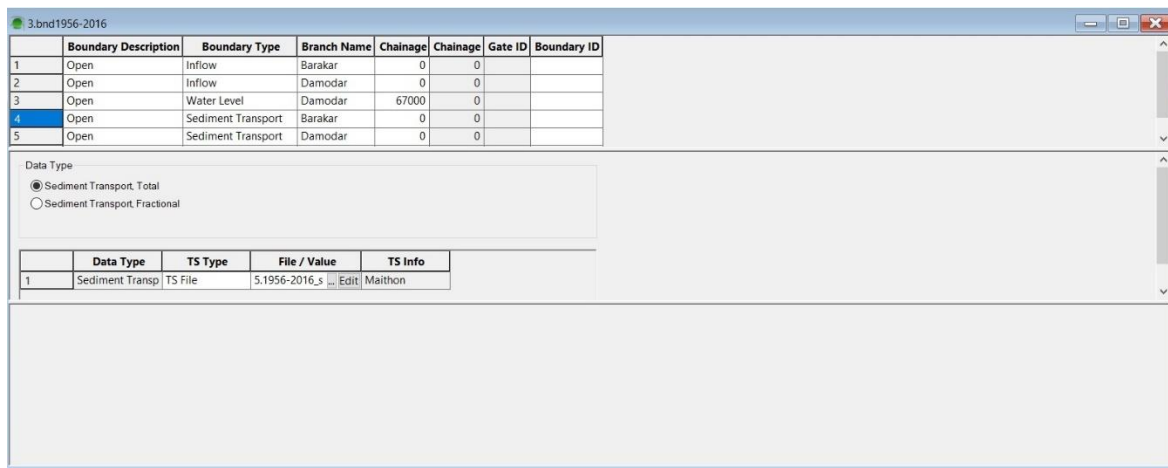 3.bnd1956-2016
Boundary Description Boundary Type Branch Name Chainage Chainage Gate ID Boundary ID
1 Open Inflow Barakar 0 0
2 Open Inflow Damodar 0 0
3 Open Water Level Damodar 67000 0
4 Open Sediment Transport Barakar 0 0
5 Open Sediment Transport Damodar 0 0
Data Type
Sediment Transport, Total
Sediment Transport, Fractional
Data Type TS Type File / Value TS Info
1 Sediment Transp TS File 5.1956-2016_s ... Edit Maithon